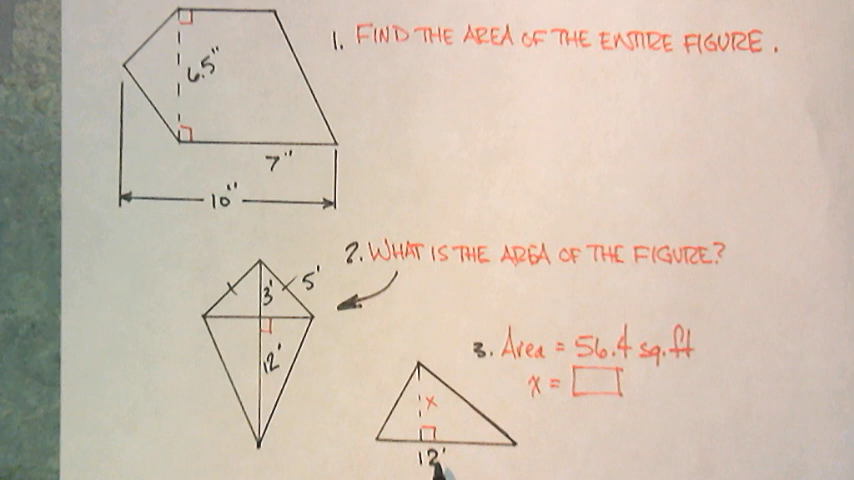 1. FIND THE AREA OF THE ENTIRE FIGURE.
6.5"
7"
10"
2. WHAT IS THE AREA OF THE FIGURE?
5'
3'
12'
3. Area = 56.4 sq.ft
x =
x
12'